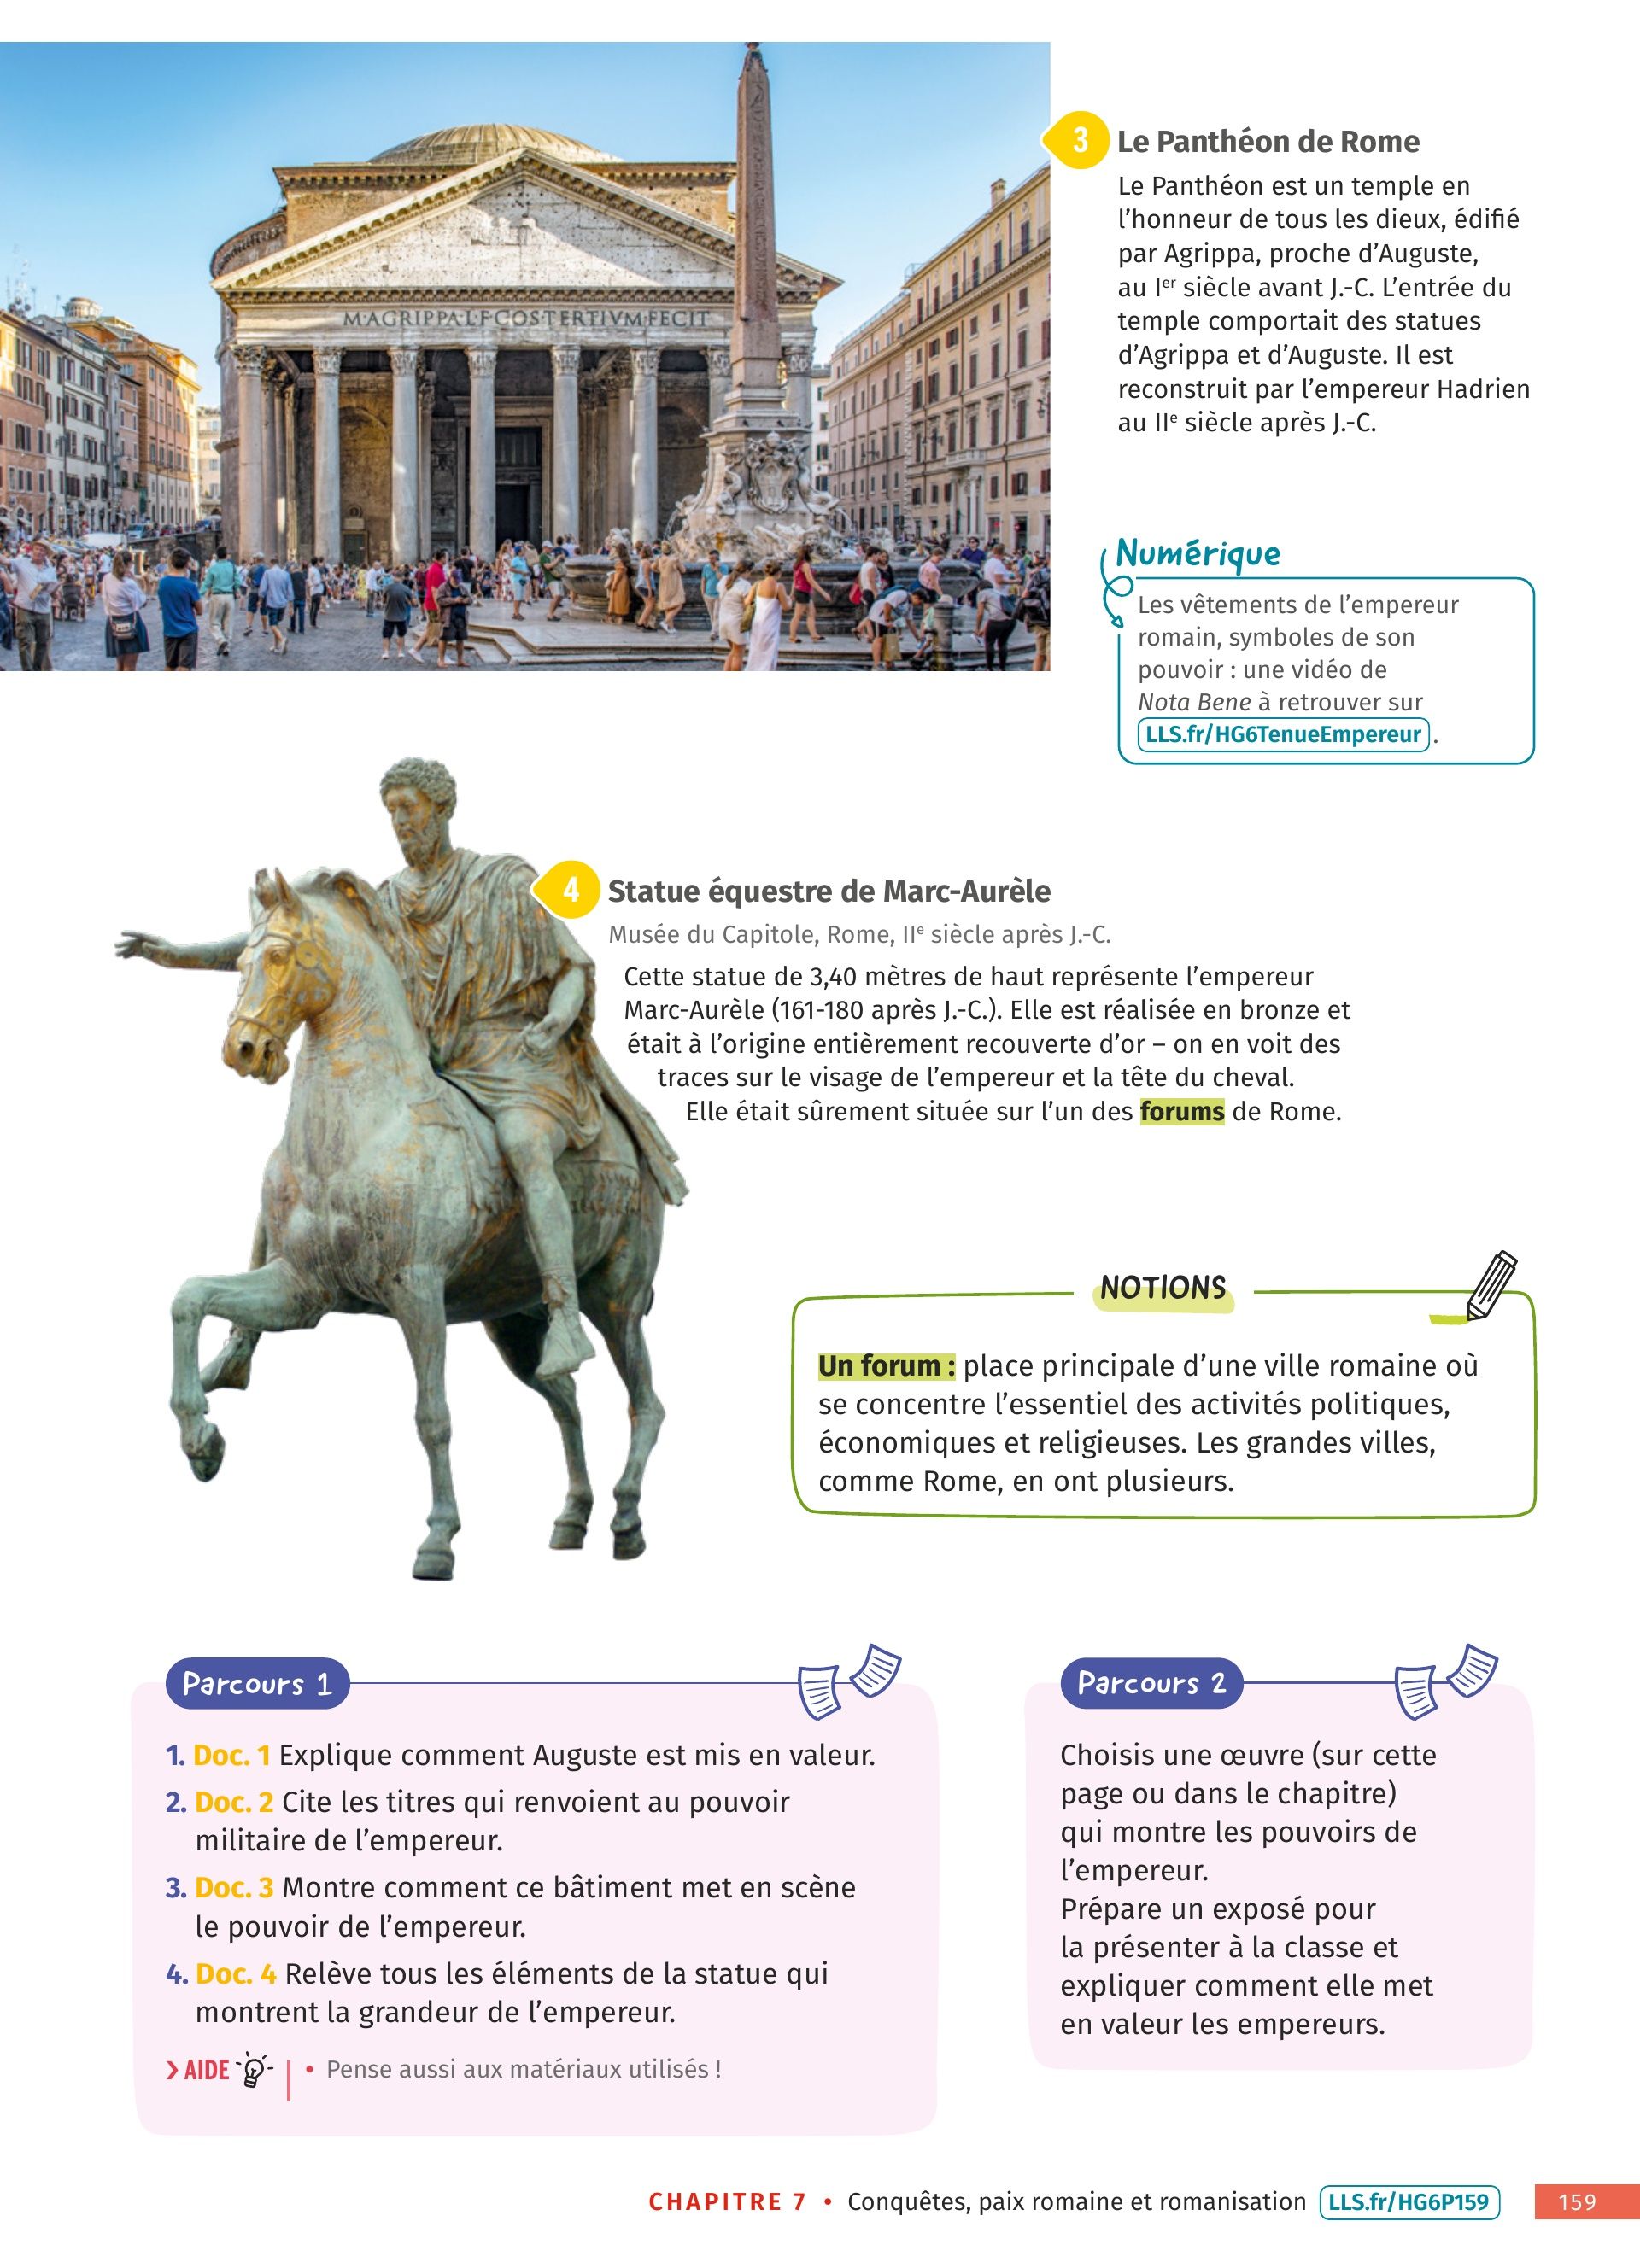 M·AGRIPPA·L·F·COS·TERTIVM·FECIT
3 Le Panthéon de Rome
Le Panthéon est un temple en
l’honneur de tous les dieux, édifié
par Agrippa, proche d’Auguste,
au Iᵉʳ siècle avant J.-C. L’entrée du
temple comportait des statues
d’Agrippa et d’Auguste. Il est
reconstruit par l’empereur Hadrien
au IIᵉ siècle après J.-C.
Numérique
Les vêtements de l’empereur
romain, symboles de son
pouvoir : une vidéo de
Nota Bene à retrouver sur
LLS.fr/HG6TenueEmpereur .
4 Statue équestre de Marc-Aurèle
Musée du Capitole, Rome, IIᵉ siècle après J.-C.
Cette statue de 3,40 mètres de haut représente l’empereur
Marc-Aurèle (161-180 après J.-C.). Elle est réalisée en bronze et
était à l’origine entièrement recouverte d’or – on en voit des
traces sur le visage de l’empereur et la tête du cheval.
Elle était sûrement située sur l’un des forums de Rome.
NOTIONS
Un forum : place principale d’une ville romaine où
se concentre l’essentiel des activités politiques,
économiques et religieuses. Les grandes villes,
comme Rome, en ont plusieurs.
Parcours 1
1. Doc. 1 Explique comment Auguste est mis en valeur.
2. Doc. 2 Cite les titres qui renvoient au pouvoir
militaire de l’empereur.
3. Doc. 3 Montre comment ce bâtiment met en scène
le pouvoir de l’empereur.
4. Doc. 4 Relève tous les éléments de la statue qui
montrent la grandeur de l’empereur.
› AIDE • Pense aussi aux matériaux utilisés !
Parcours 2
Choisis une œuvre (sur cette
page ou dans le chapitre)
qui montre les pouvoirs de
l’empereur.
Prépare un exposé pour
la présenter à la classe et
expliquer comment elle met
en valeur les empereurs.
CHAPITRE 7 • Conquêtes, paix romaine et romanisation LLS.fr/HG6P159 159